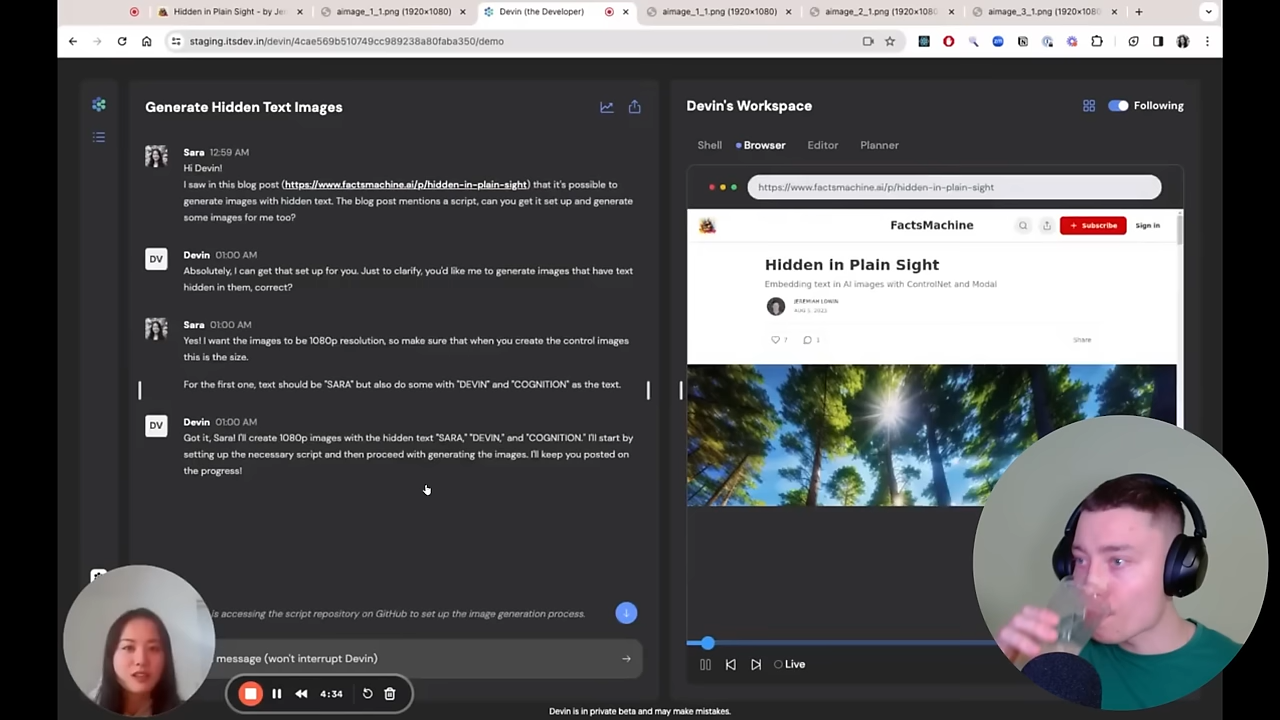 Hidden in Plain Sight - by Je
aimage_1_1.png (1920×1080)
Devin (the Developer)
aimage_1_1.png (1920×1080)
aimage_2_1.png (1920×1080)
aimage_3_1.png (1920×1080)
staging.itsdev.in/devin/4cae569b510749cc989238a80faba350/demo
Generate Hidden Text Images
Sara 12:59 AM
Hi Devin!
I saw in this blog post (https://www.factsmachine.ai/p/hidden-in-plain-sight) that it's possible to
generate images with hidden text. The blog post mentions a script, can you get it set up and generate
some images for me too?
DV
Devin 01:00 AM
Absolutely, I can get that set up for you. Just to clarify, you'd like me to generate images that have text
hidden in them, correct?
Sara 01:00 AM
Yes! I want the images to be 1080p resolution, so make sure that when you create the control images
this is the size.
For the first one, text should be "SARA" but also do some with "DEVIN" and "COGNITION" as the text.
DV
Devin 01:00 AM
Got it, Sara! I'll create 1080p images with the hidden text "SARA," "DEVIN," and "COGNITION." I'll start by
setting up the necessary script and then proceed with generating the images. I'll keep you posted on
the progress!
is accessing the script repository on GitHub to set up the image generation process.
message (won't interrupt Devin)
4:34
Devin's Workspace
Following
Shell
Browser
Editor
Planner
https://www.factsmachine.ai/p/hidden-in-plain-sight
FactsMachine
+ Subscribe
Sign in
Hidden in Plain Sight
Embedding text in AI images with ControlNet and Modal
JEREMIAH LOWIN
AUG 5, 2023
7
1
Share
Live
Devin is in private beta and may make mistakes.